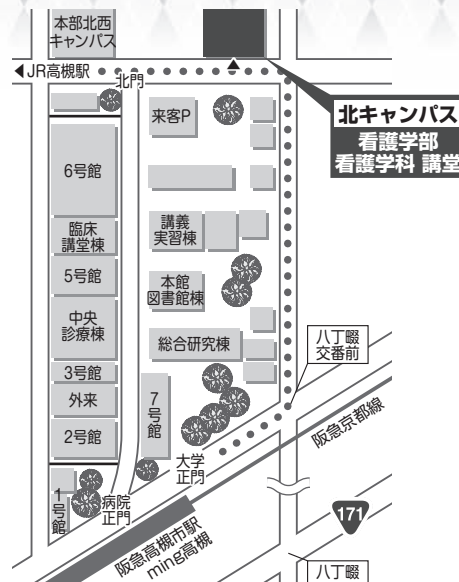 本部北西
キャンパス
◀JR高槻駅
北門
北キャンパス
看護学部
看護学科 講堂
来客P
6号館
臨床
講堂棟
講義
実習棟
5号館
本館
図書館棟
中央
診療棟
総合研究棟
八丁畷
交番前
3号館
外来
7号館
2号館
阪急京都線
大学
正門
1号館
病院
正門
171
阪急高槻市駅
ming高槻
八丁畷